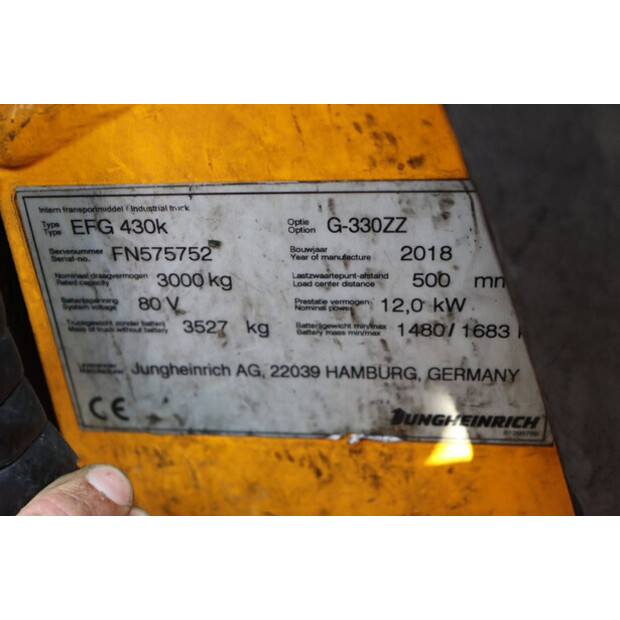 Intern transportmiddel / Industrial truck
Type EFG 430k Optie G-330ZZ
Type Option
Serienummer FN575752 Bouwjaar 2018
Serial-no. Year of manufacture
Nominaal draagvermogen 3000 kg Lastzwaartepunt-afstand 500 mm
Rated capacity Load center distance
Batterijspanning 80 V Prestatie vermogen 12,0 kW
System voltage Nominal power
Truckgewicht zonder batterij 3527 kg Batterijgewicht min/max 1480 / 1683
Mass of truck without battery Battery mass min/max
Manufacturer Jungheinrich AG, 22039 HAMBURG, GERMANY
CE JUNGHEINRICH